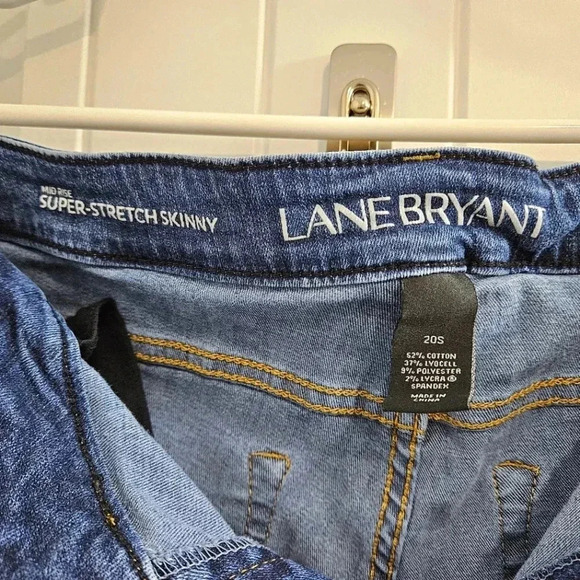 MID RISE
SUPER-STRETCH SKINNY
LANE BRYANT
20S
52% COTTON
37% LYOCELL
9% POLYESTER
2% LYCRA ®
SPANDEX
MADE IN
CHINA